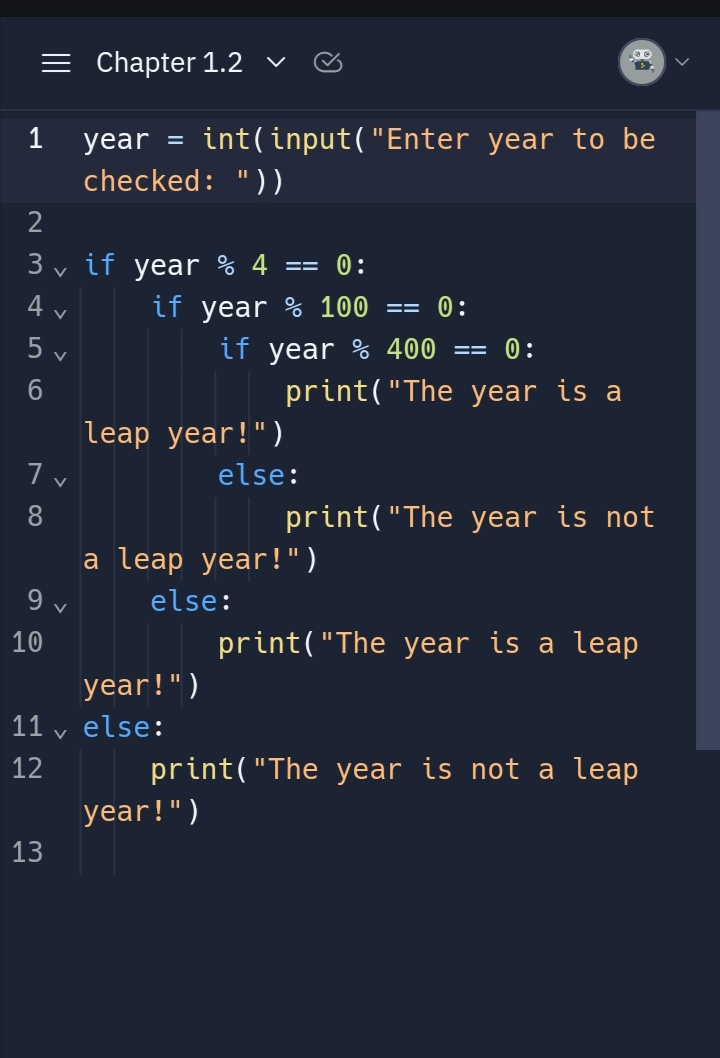 Chapter 1.2
1 year = int(input("Enter year to be
checked: "))
2
3 if year % 4 == 0:
4     if year % 100 == 0:
5         if year % 400 == 0:
6             print("The year is a
leap year!")
7         else:
8             print("The year is not
a leap year!")
9     else:
10         print("The year is a leap
year!")
11 else:
12     print("The year is not a leap
year!")
13